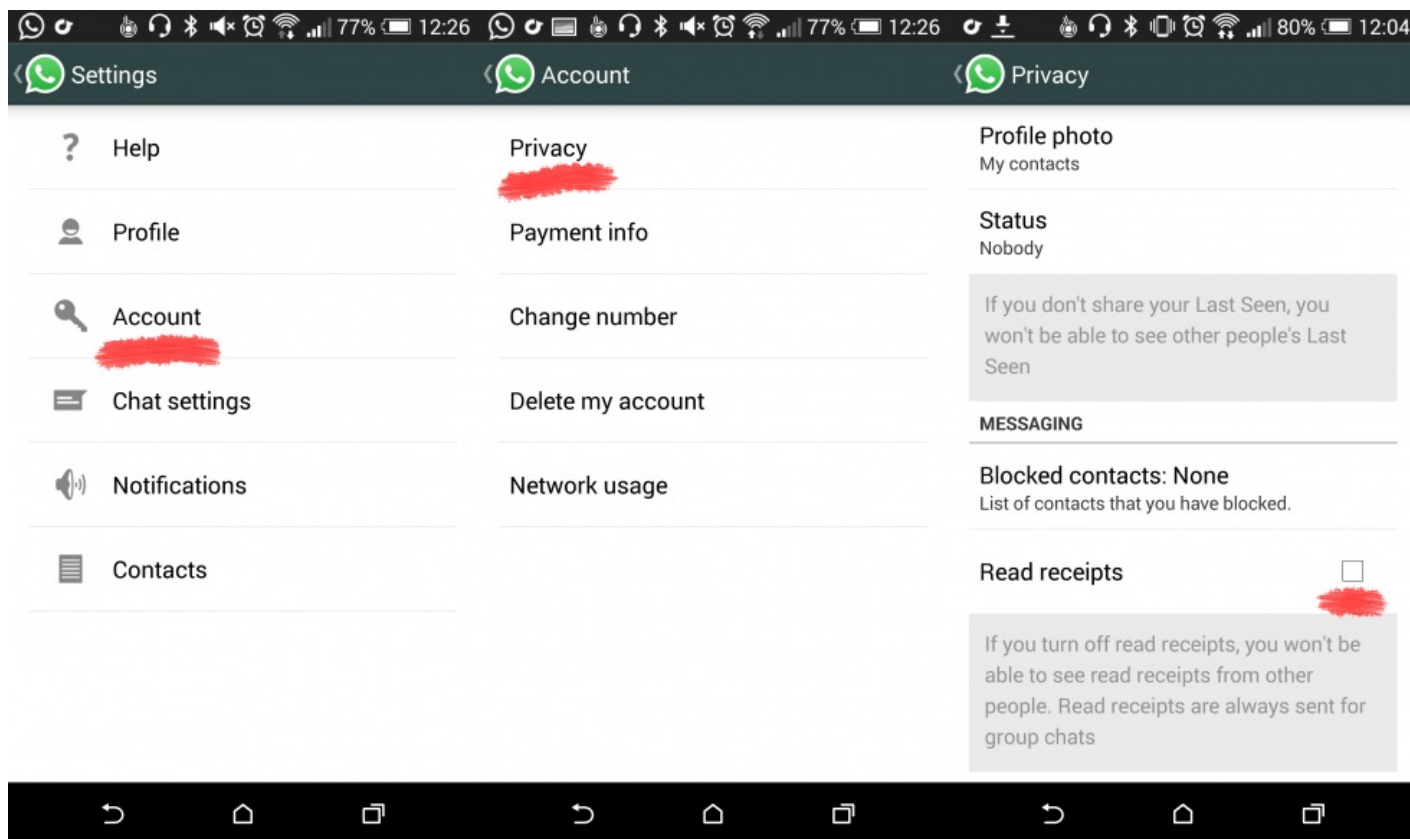 77% 12:26
Settings
Help
Profile
Account
Chat settings
Notifications
Contacts
77% 12:26
Account
Privacy
Payment info
Change number
Delete my account
Network usage
80% 12:04
Privacy
Profile photo
My contacts
Status
Nobody
If you don't share your Last Seen, you
won't be able to see other people's Last
Seen
MESSAGING
Blocked contacts: None
List of contacts that you have blocked.
Read receipts
If you turn off read receipts, you won't be
able to see read receipts from other
people. Read receipts are always sent for
group chats